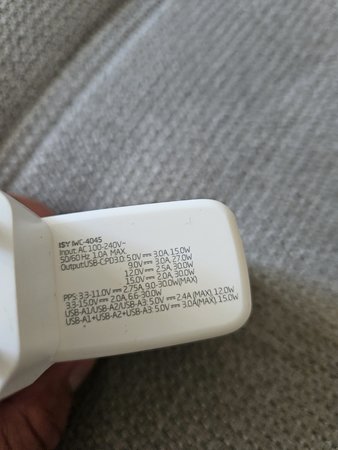 ISY IWC-4045
Input: AC 100-240V~
50/60 Hz 1.0A MAX.
Output:USB-CPD3.0: 5.0V⎓3.0A, 15.0W
9.0V⎓3.0A 27.0W
12.0V⎓2.5A, 30.0W
15.0V⎓2.0A, 30.0W
PPS: 3.3-11.0V⎓2.75A, 9.0-30.0W(MAX)
3.3-15.0V⎓2.0A, 6.6-30.0W
USB-A1/USB-A2/USB-A3: 5.0V⎓2.4A (MAX), 12.0W
USB-A1+USB-A2+USB-A3: 5.0V⎓3.0A(MAX), 15.0W